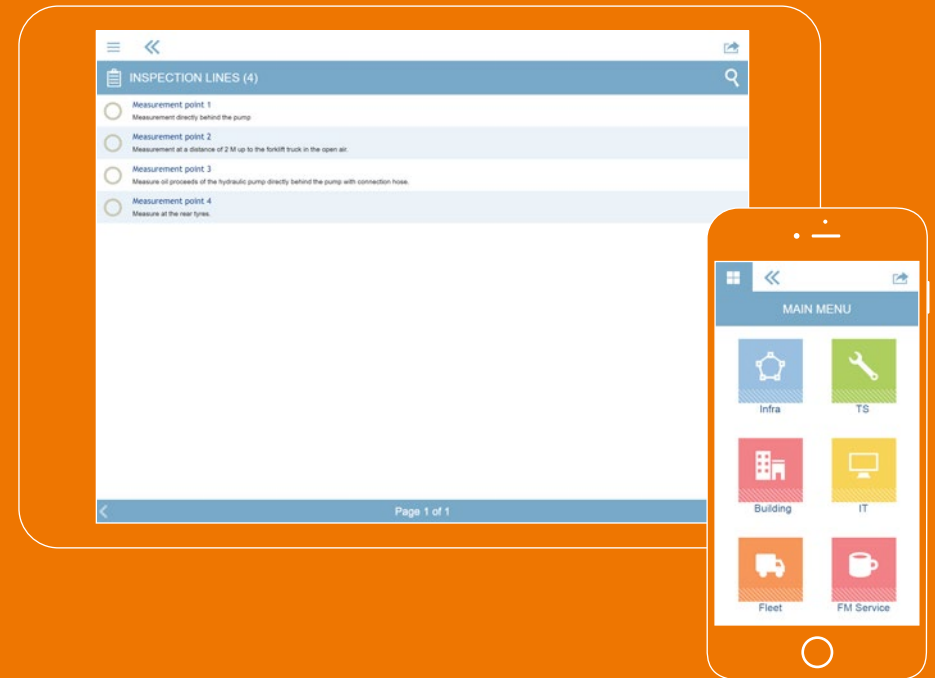 INSPECTION LINES (4)
Measurement point 1
Measurement directly behind the pump
Measurement point 2
Measurement at a distance of 2 M up to the forklift truck in the open air.
Measurement point 3
Measure oil proceeds of the hydraulic pump directly behind the pump with connection hose.
Measurement point 4
Measure at the rear tyres.
Page 1 of 1
MAIN MENU
Infra
TS
Building
IT
Fleet
FM Service